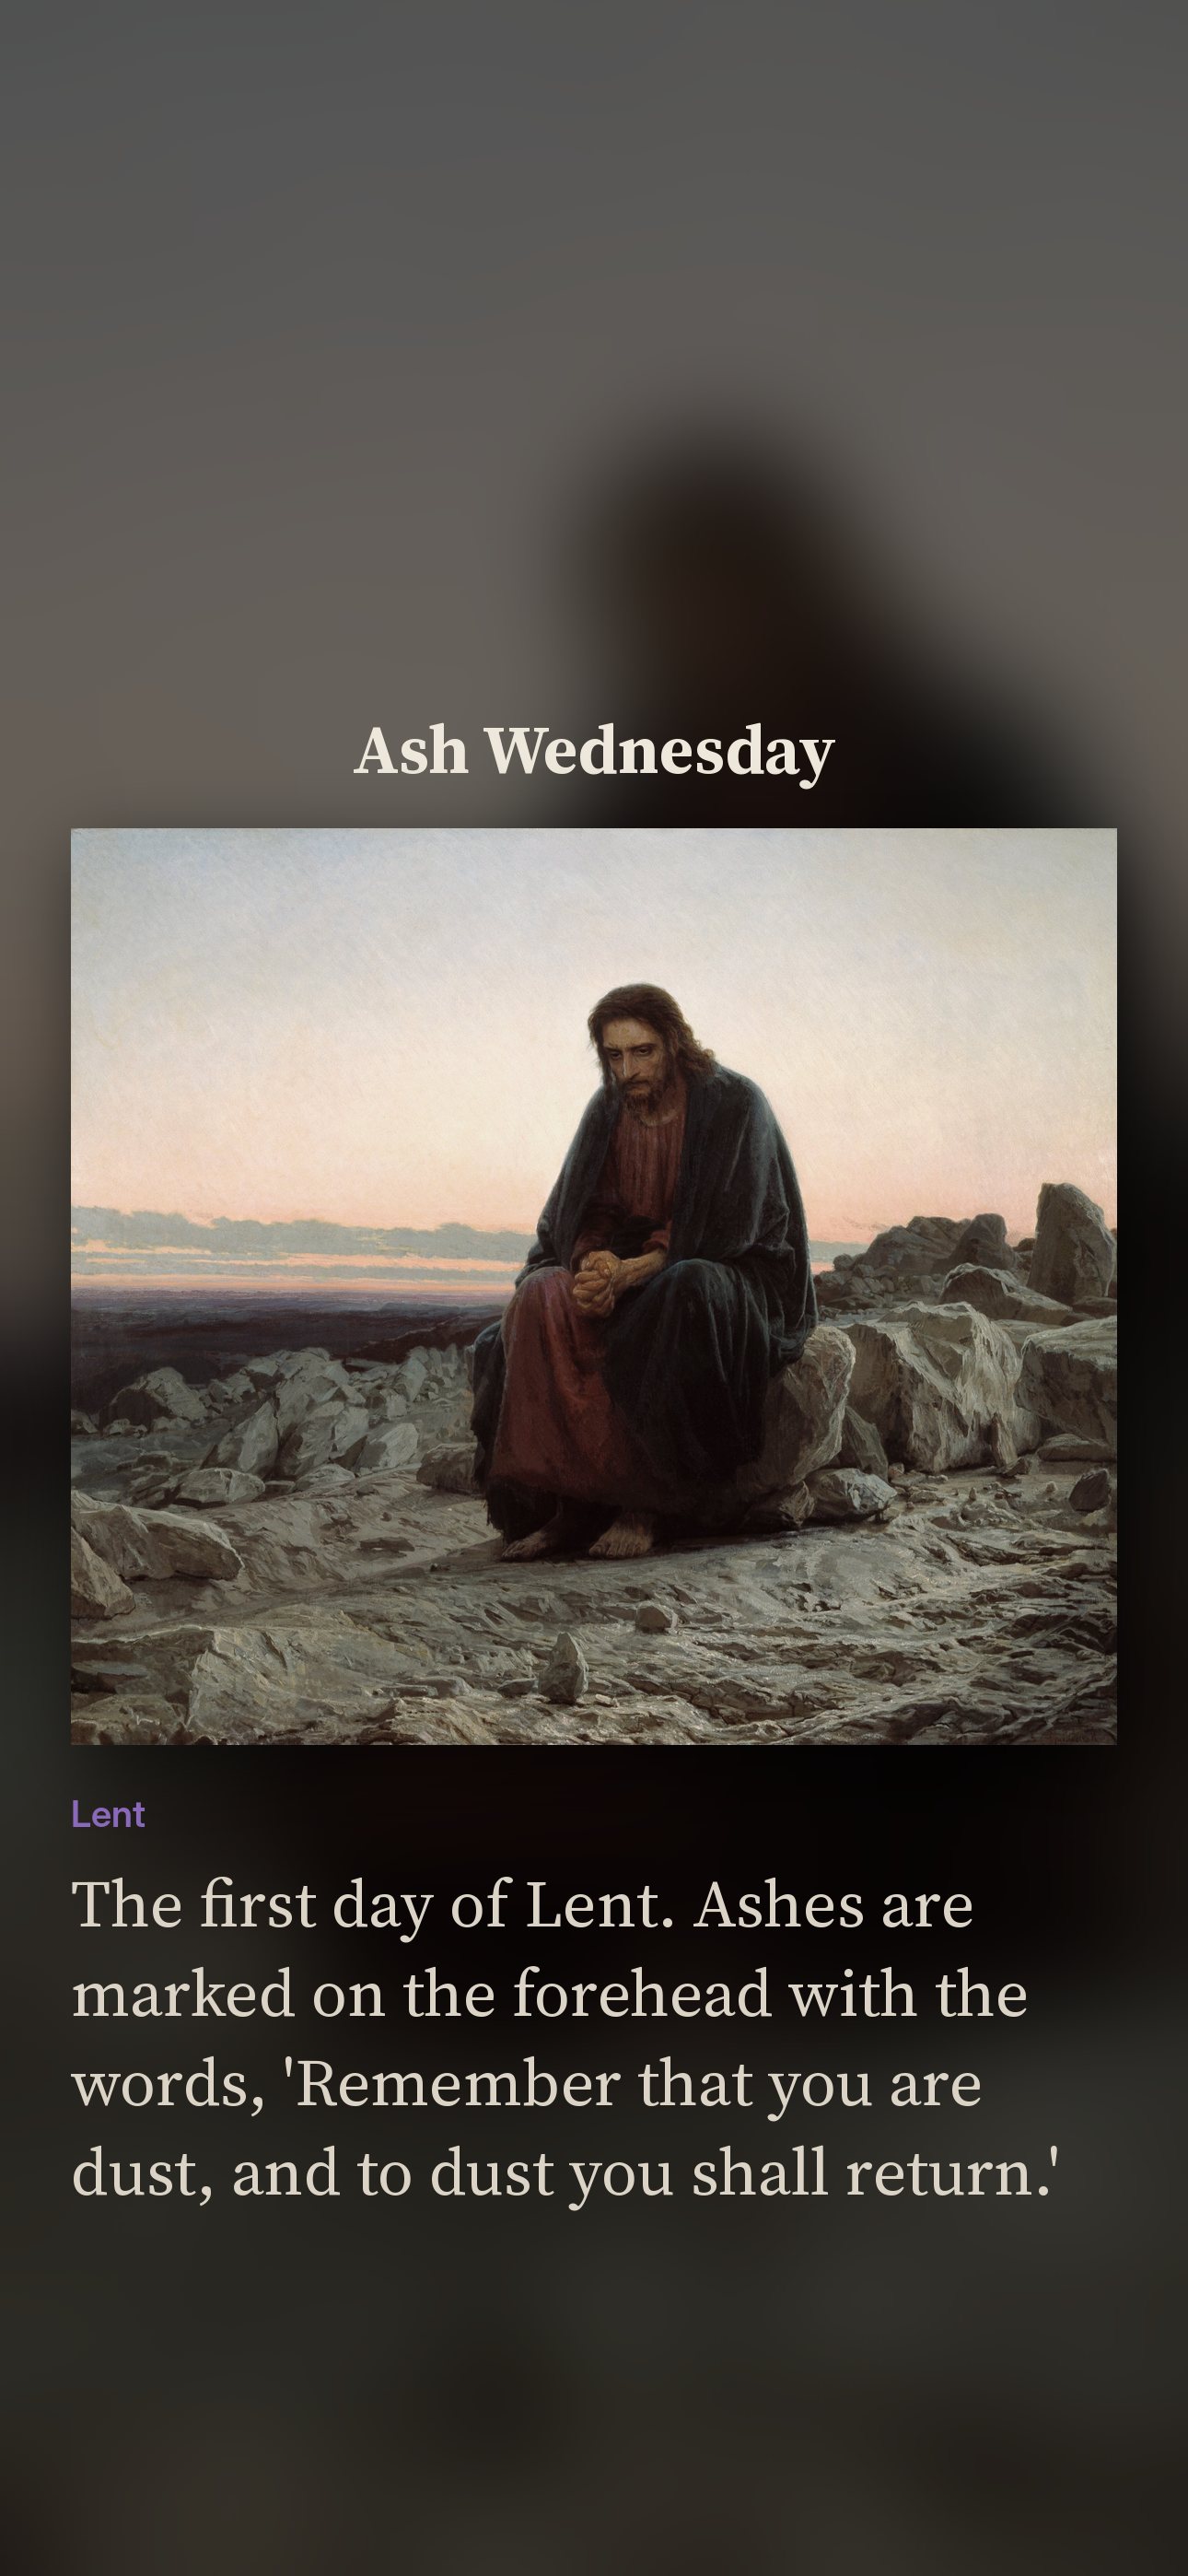 Ash Wednesday
Lent
The first day of Lent. Ashes are
marked on the forehead with the
words, 'Remember that you are
dust, and to dust you shall return.'